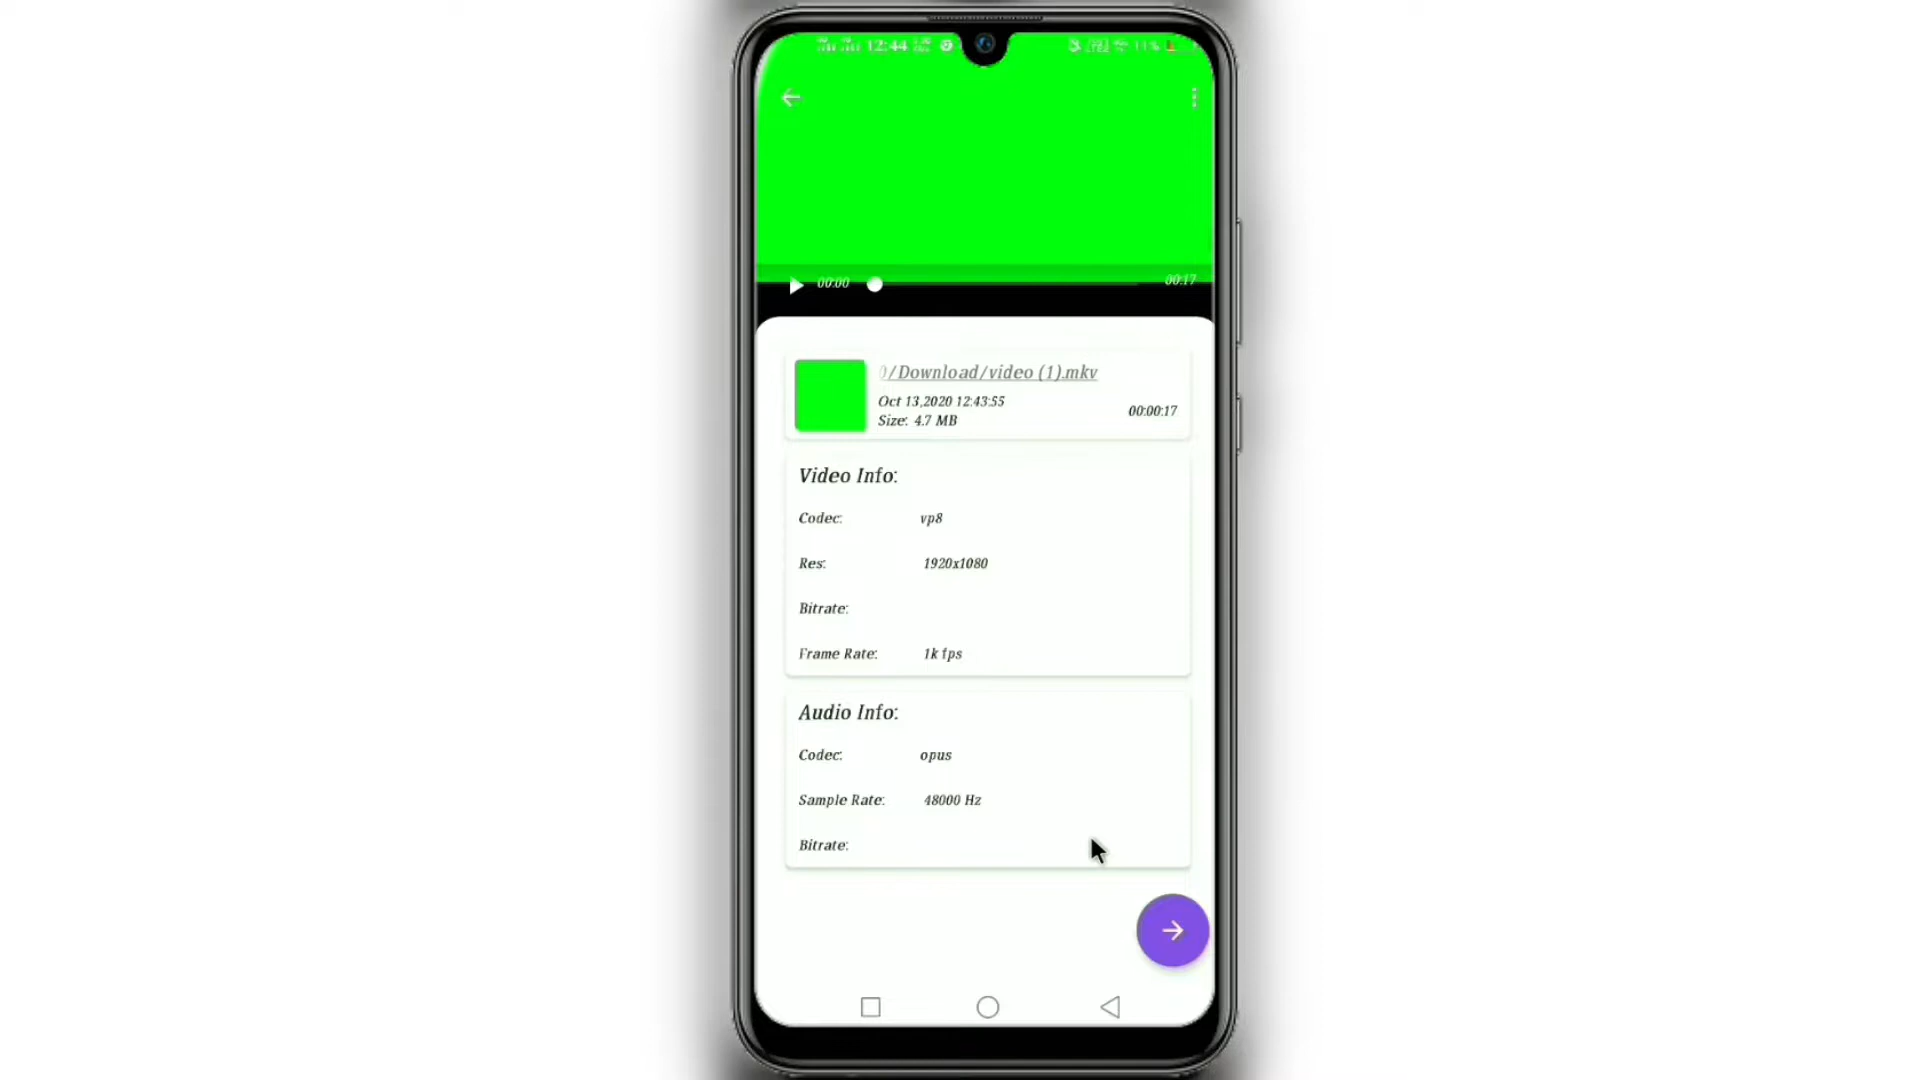 12:44
11%
00:00
00:17
/Download/video (1).mkv
Oct 13,2020 12:43:55
00:00:17
Size: 4.7 MB
Video Info:
Codec: vp8
Res: 1920x1080
Bitrate:
Frame Rate: 1k fps
Audio Info:
Codec: opus
Sample Rate: 48000 Hz
Bitrate: